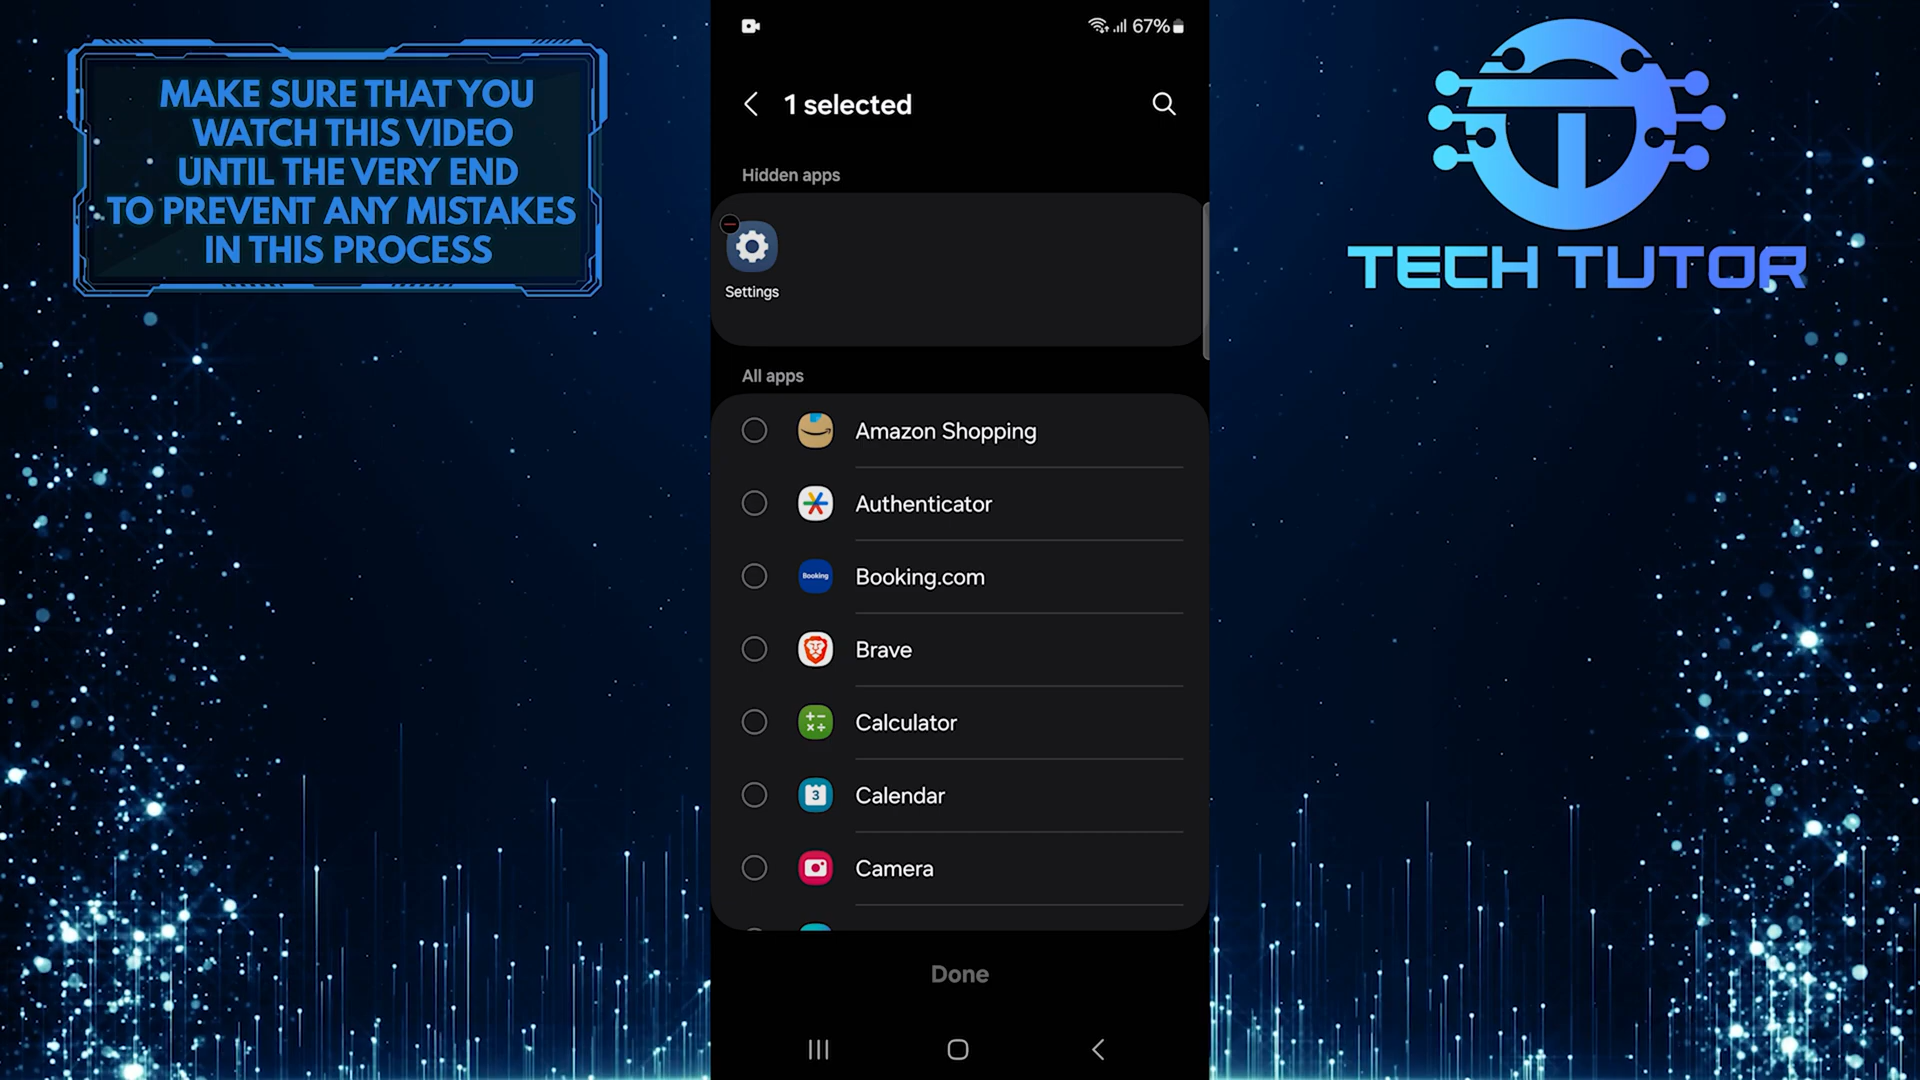 MAKE SURE THAT YOU
WATCH THIS VIDEO
UNTIL THE VERY END
TO PREVENT ANY MISTAKES
IN THIS PROCESS
67%
1 selected
Hidden apps
Settings
All apps
Amazon Shopping
Authenticator
Booking
Booking.com
Brave
Calculator
3
Calendar
Camera
Done
TECH TUTOR